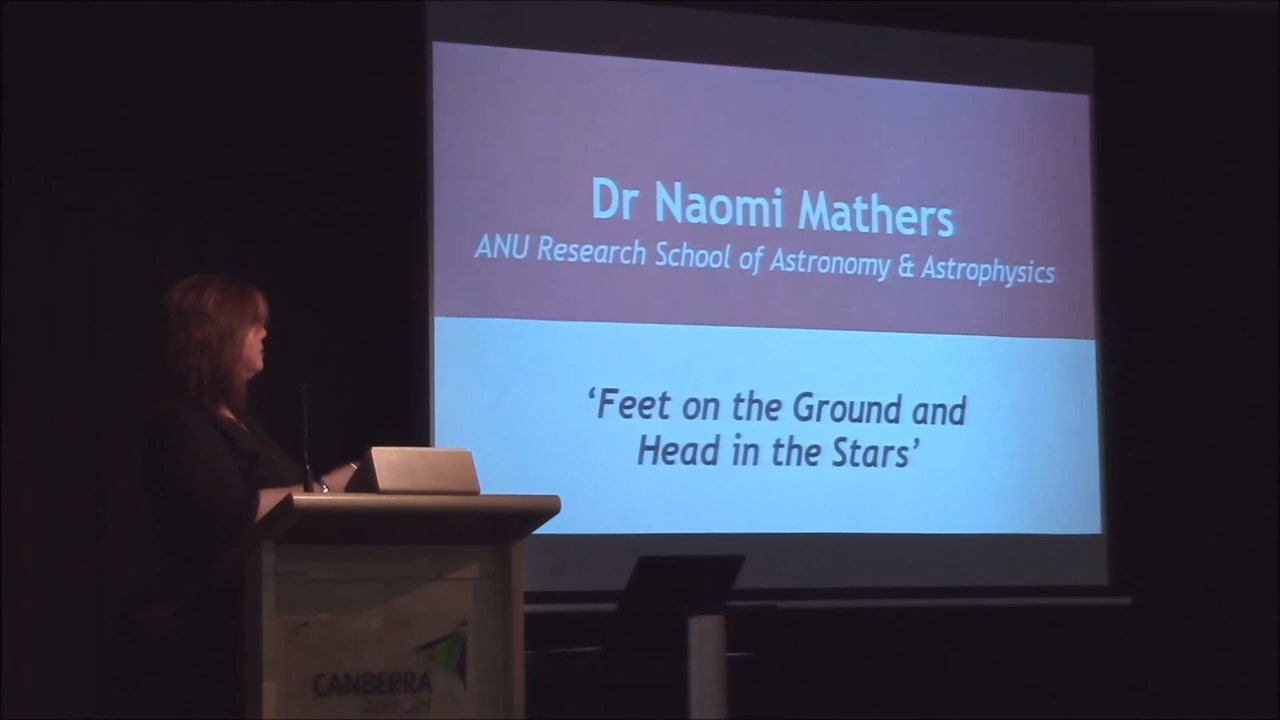 Dr Naomi Mathers
ANU Research School of Astronomy & Astrophysics
‘Feet on the Ground and
Head in the Stars’
CANBERRA
AIRPORT